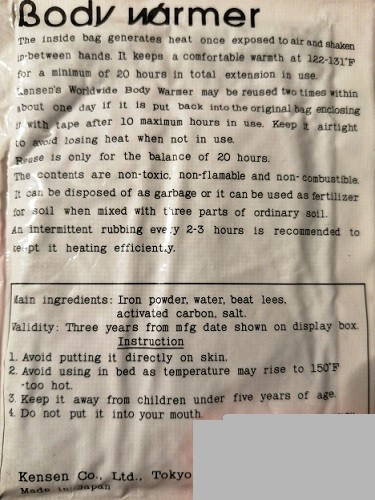 Body warmer
The inside bag generates heat once exposed to air and shaken
in-between hands. It keeps a comfortable warmth at 122-131°F
for a minimum of 20 hours in total extension in use.
Kensen's Worldwide Body Warmer may be reused two times within
about one day if it is put back into the original bag enclosing
it with tape after 10 maximum hours in use. Keep it airtight
to avoid losing heat when not in use.
Reuse is only for the balance of 20 hours.
The contents are non-toxic, non-flamable and non-combustible.
It can be disposed of as garbage or it can be used as fertilizer
for soil when mixed with three parts of ordinary soil.
An intermittent rubbing every 2-3 hours is recommended to
keept it heating efficiently.
Main ingredients: Iron powder, water, beat lees,
activated carbon, salt.
Validity: Three years from mfg date shown on display box.
Instruction
1. Avoid putting it directly on skin.
2. Avoid using in bed as temperature may rise to 150°F
-too hot.
3. Keep it away from children under five years of age.
4. Do not put it into your mouth.
Kensen Co., Ltd., Tokyo
Made in Japan